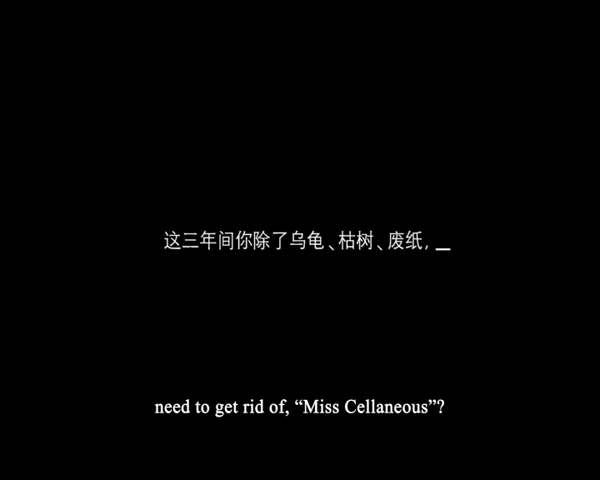 这三年间你除了乌龟、枯树、废纸, _
need to get rid of, “Miss Cellaneous”?